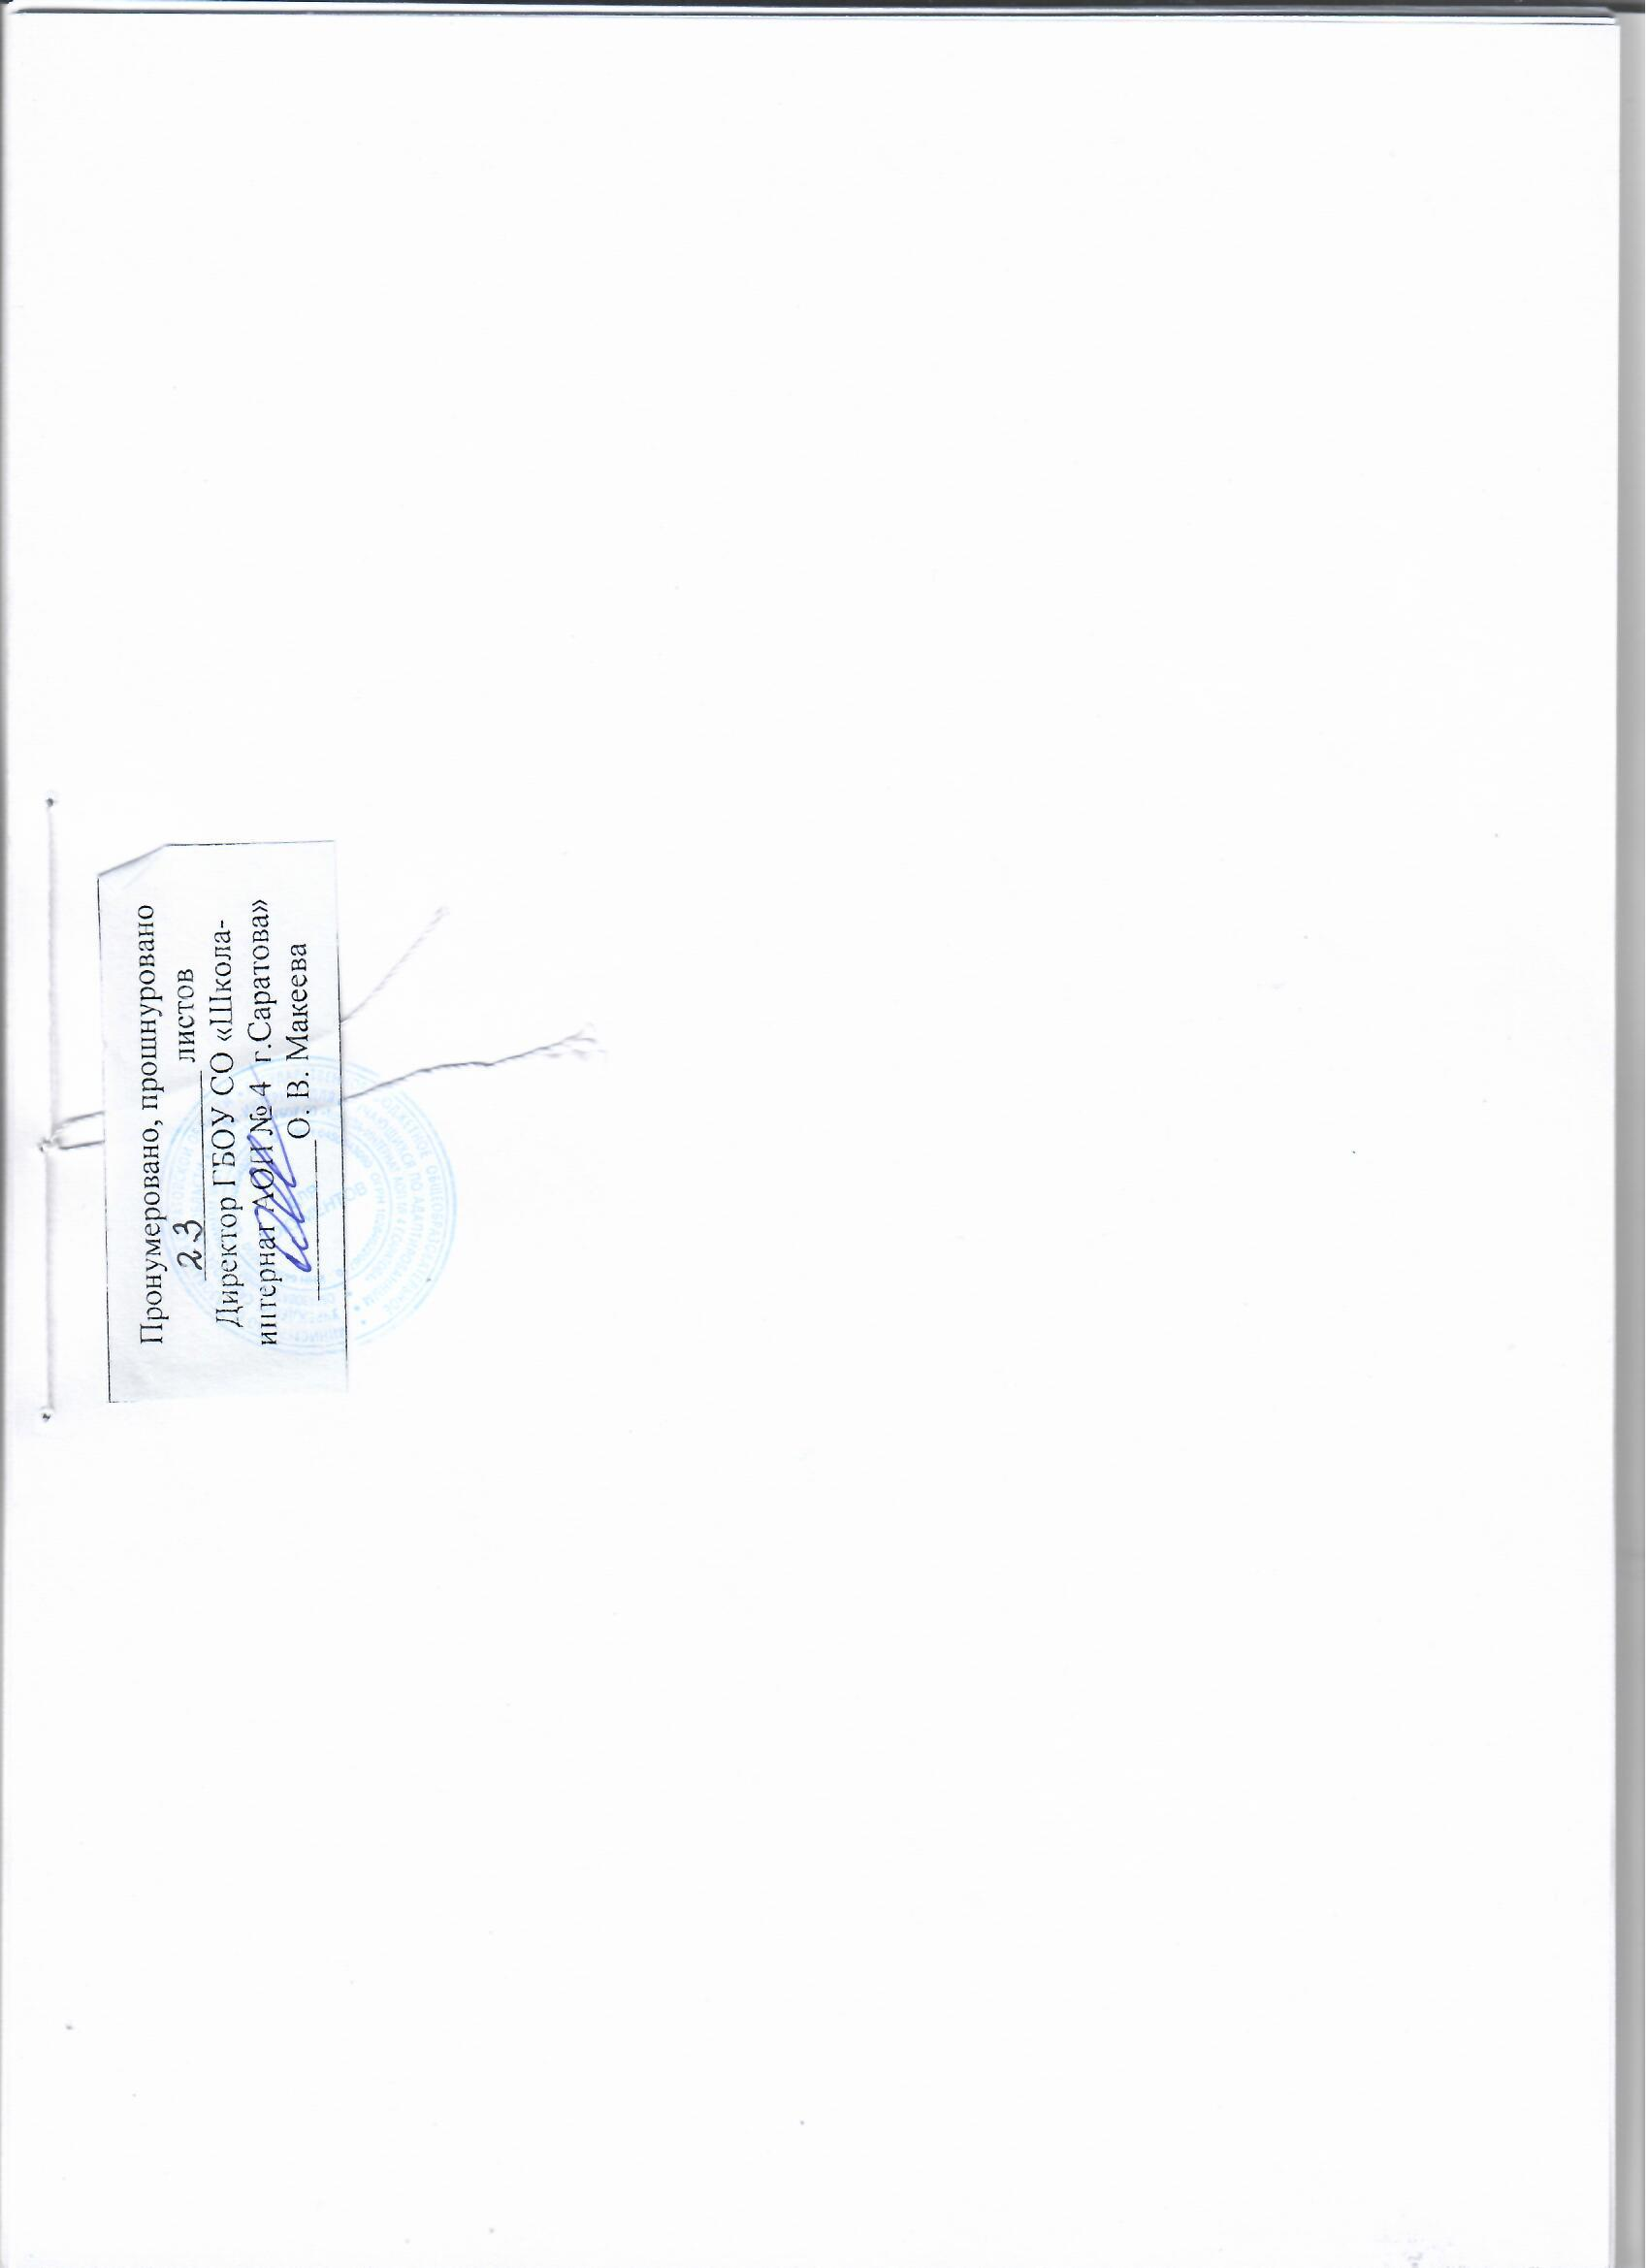 Пронумеровано, прошнуровано
23 листов
Директор ГБОУ СО «Школа-
интернат АОП № 4 г.Саратова»
О. В. Макеева